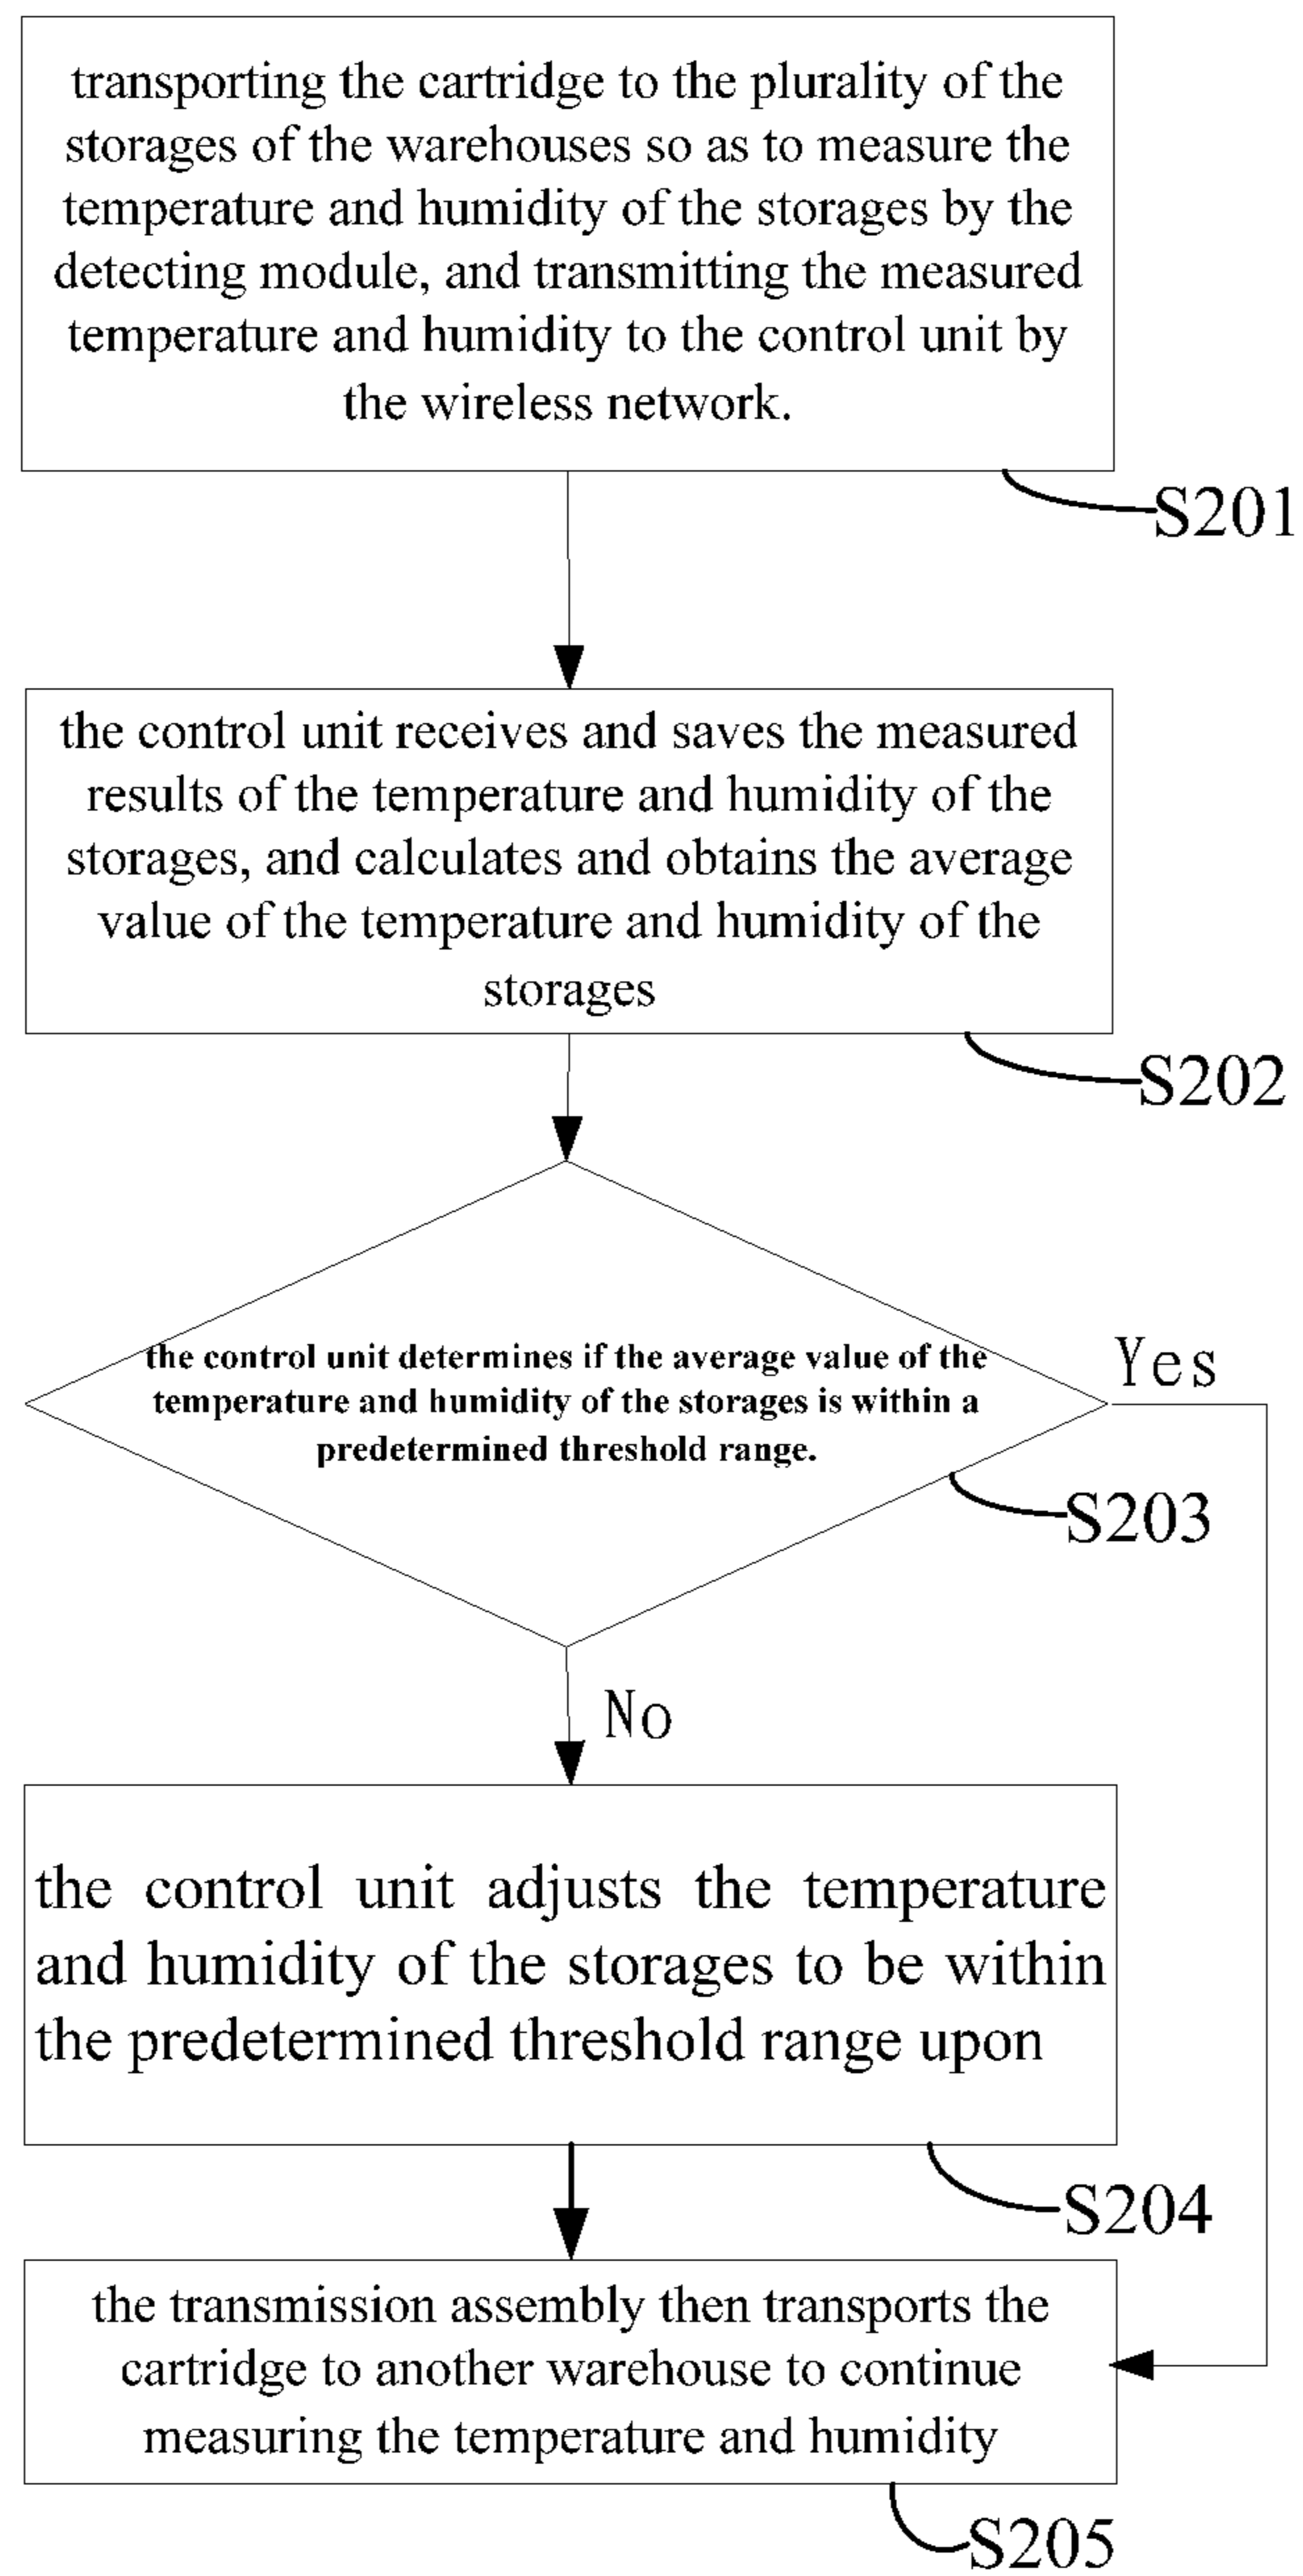 transporting the cartridge to the plurality of the
storages of the warehouses so as to measure the
temperature and humidity of the storages by the
detecting module, and transmitting the measured
temperature and humidity to the control unit by
the wireless network.
S201
the control unit receives and saves the measured
results of the temperature and humidity of the
storages, and calculates and obtains the average
value of the temperature and humidity of the
storages
S202
the control unit determines if the average value of the
temperature and humidity of the storages is within a
predetermined threshold range.
Yes
S203
No
the control unit adjusts the temperature
and humidity of the storages to be within
the predetermined threshold range upon
S204
the transmission assembly then transports the
cartridge to another warehouse to continue
measuring the temperature and humidity
S205